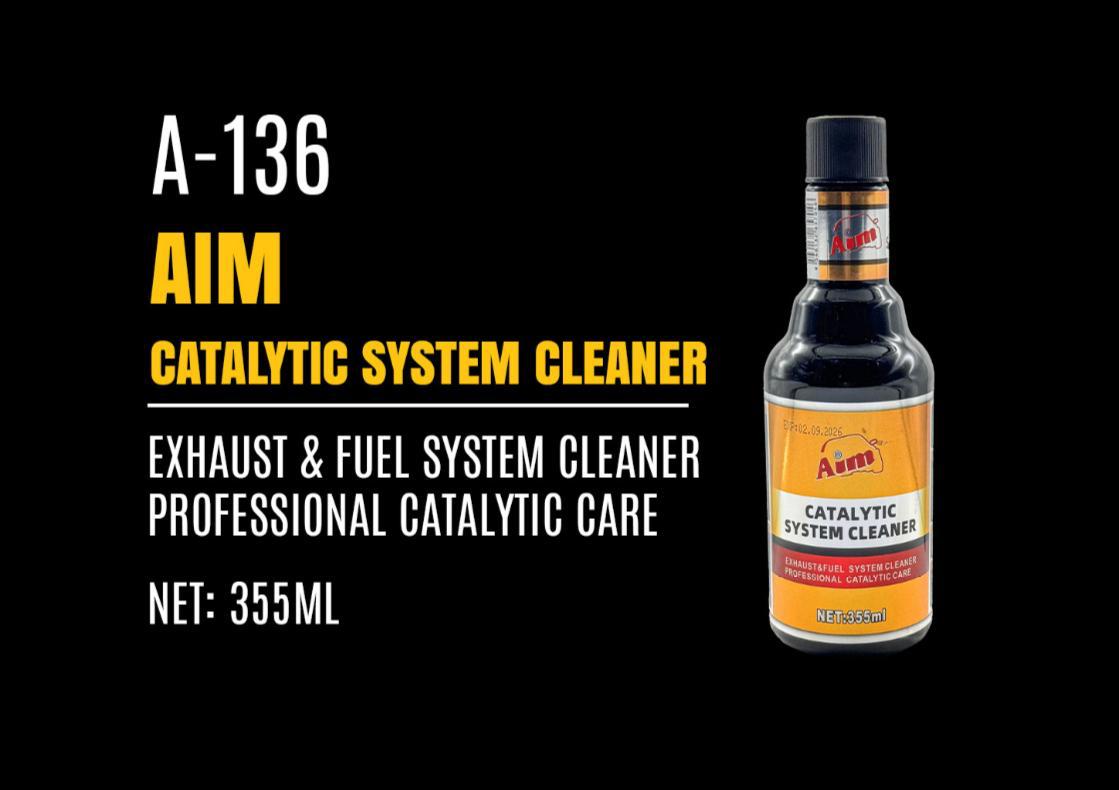 A-136
AIM
CATALYTIC SYSTEM CLEANER
EXHAUST & FUEL SYSTEM CLEANER
PROFESSIONAL CATALYTIC CARE
NET: 355ML
Aim
EXP:02.09.2026
Aim
CATALYTIC
SYSTEM CLEANER
EXHAUST&FUEL SYSTEM CLEANER
PROFESSIONAL CATALYTIC CARE
NET:355ml